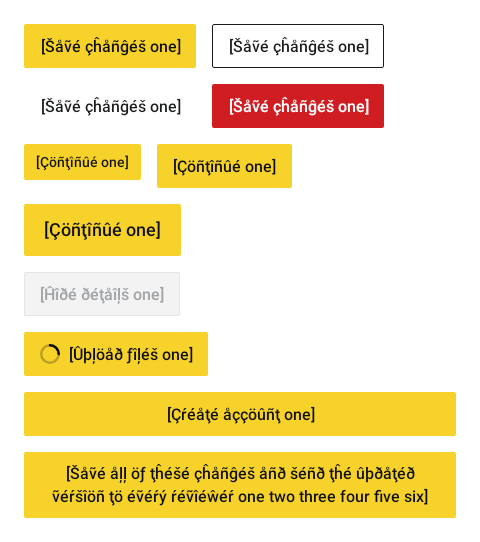 [Šåṽé çĥåñĝéš one]
[Šåṽé çĥåñĝéš one]
[Šåṽé çĥåñĝéš one]
[Šåṽé çĥåñĝéš one]
[Çöñţîñûé one]
[Çöñţîñûé one]
[Çöñţîñûé one]
[Ĥîðé ðéţåîļš one]
[Ûþļöåð ƒîļéš one]
[Çŕéåţé åççöûñţ one]
[Šåṽé åļļ öƒ ţĥéšé çĥåñĝéš åñð šéñð ţĥé ûþðåţéð
ṽéŕšîöñ ţö éṽéŕý ŕéṽîéŵéŕ one two three four five six]